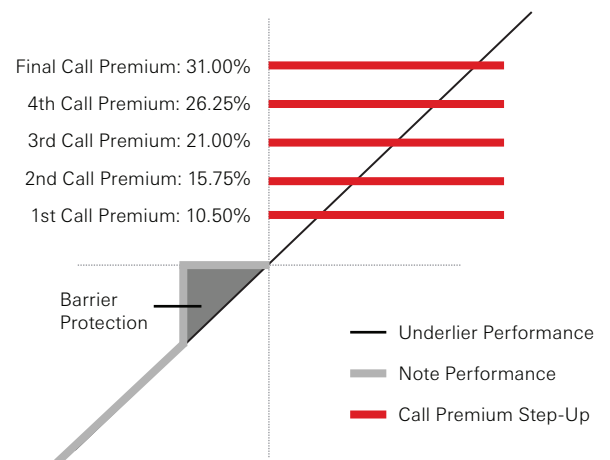 Final Call Premium: 31.00%
4th Call Premium: 26.25%
3rd Call Premium: 21.00%
2nd Call Premium: 15.75%
1st Call Premium: 10.50%
Barrier
Protection
Underlier Performance
Note Performance
Call Premium Step-Up